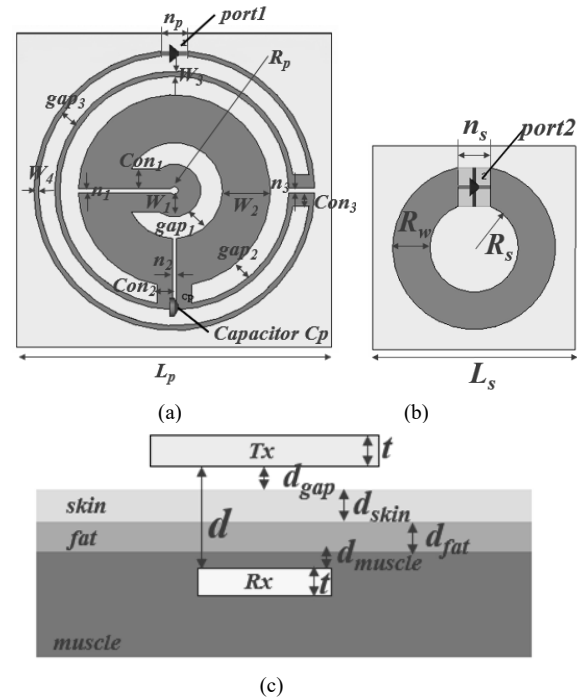 n_p
port1
R_p
W_3
gap_3
Con_1
W_4
n_1
W_1
W_2
n_3
Con_3
gap_1
n_2
gap_2
Con_2
CP
Capacitor Cp
L_p
(a)
n_s
port2
R_w
R_s
L_s
(b)
Tx
t
d_gap
skin
d_skin
d
fat
d_fat
d_muscle
Rx
t
muscle
(c)